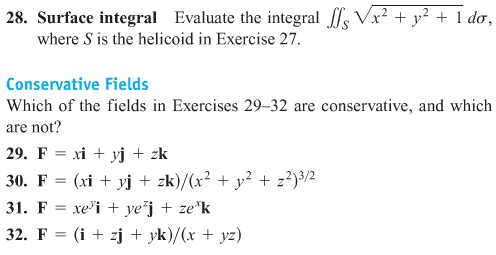 28. Surface integral Evaluate the integral ∬_S √(x² + y² + 1) dσ,
where S is the helicoid in Exercise 27.
Conservative Fields
Which of the fields in Exercises 29–32 are conservative, and which
are not?
29. F = xi + yj + zk
30. F = (xi + yj + zk)/(x² + y² + z²)^{3/2}
31. F = xe^y i + ye^z j + ze^x k
32. F = (i + zj + yk)/(x + yz)